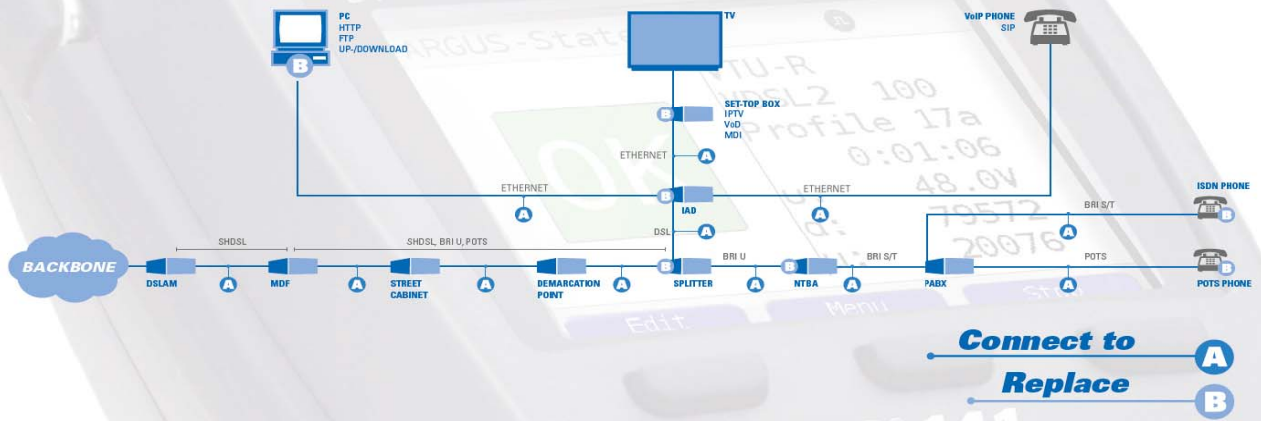 PC
HTTP
FTP
UP-/DOWNLOAD
B
TV
VoIP PHONE
SIP
ARGUS-State
VTU-R
VDSL2 100
Profile 17a
0:01:06
48.0V
79572
20076
OK
B
SET-TOP BOX
IPTV
VoD
MDI
ETHERNET
A
ETHERNET
A
B
IAD
ETHERNET
A
DSL
A
ISDN PHONE
BRI S/T
A
B
SHDSL
SHDSL, BRI U, POTS
BACKBONE
DSLAM
A
MDF
A
STREET
CABINET
A
DEMARCATION
POINT
A
B
SPLITTER
BRI U
A
B
NTBA
BRI S/T
A
PABX
POTS
A
B
POTS PHONE
Edit
Menu
Connect to
A
Replace
B